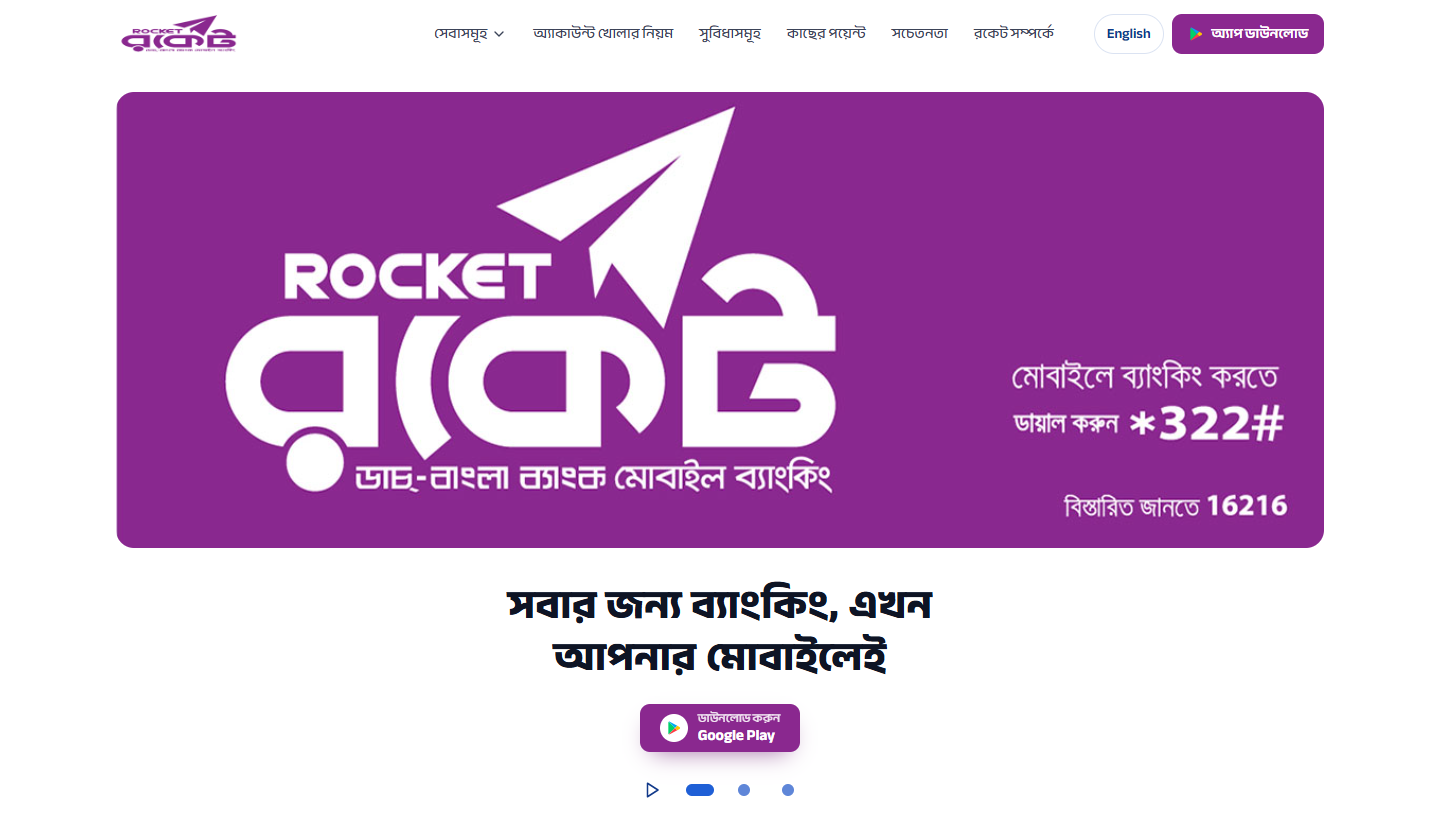 ROCKET
রকেট
সেবাসমূহ
অ্যাকাউন্ট খোলার নিয়ম
সুবিধাসমূহ
কাছের পয়েন্ট
সচেতনতা
রকেট সম্পর্কে
English
অ্যাপ ডাউনলোড
ROCKET
রকেট
ডাচ্-বাংলা ব্যাংক মোবাইল ব্যাংকিং
মোবাইলে ব্যাংকিং করতে
ডায়াল করুন *322#
বিস্তারিত জানতে 16216
সবার জন্য ব্যাংকিং, এখন
আপনার মোবাইলেই
ডাউনলোড করুন
Google Play